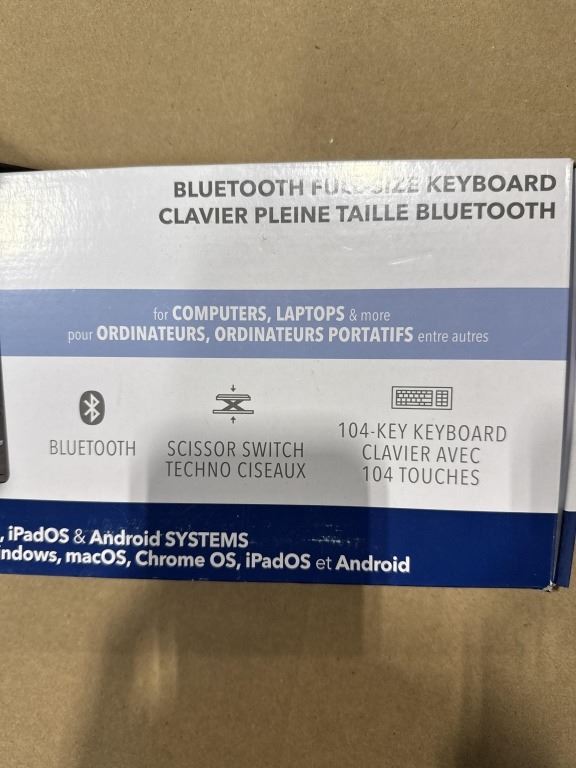 BLUETOOTH FULL-SIZE KEYBOARD
CLAVIER PLEINE TAILLE BLUETOOTH
for COMPUTERS, LAPTOPS & more
pour ORDINATEURS, ORDINATEURS PORTATIFS entre autres
BLUETOOTH
SCISSOR SWITCH
TECHNO CISEAUX
104-KEY KEYBOARD
CLAVIER AVEC
104 TOUCHES
, iPadOS & Android SYSTEMS
indows, macOS, Chrome OS, iPadOS et Android